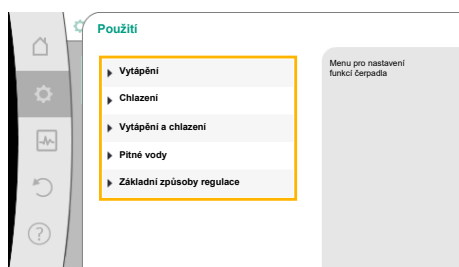 Použití
Vytápění
Chlazení
Vytápění a chlazení
Pitné vody
Základní způsoby regulace
Menu pro nastavení
funkcí čerpadla